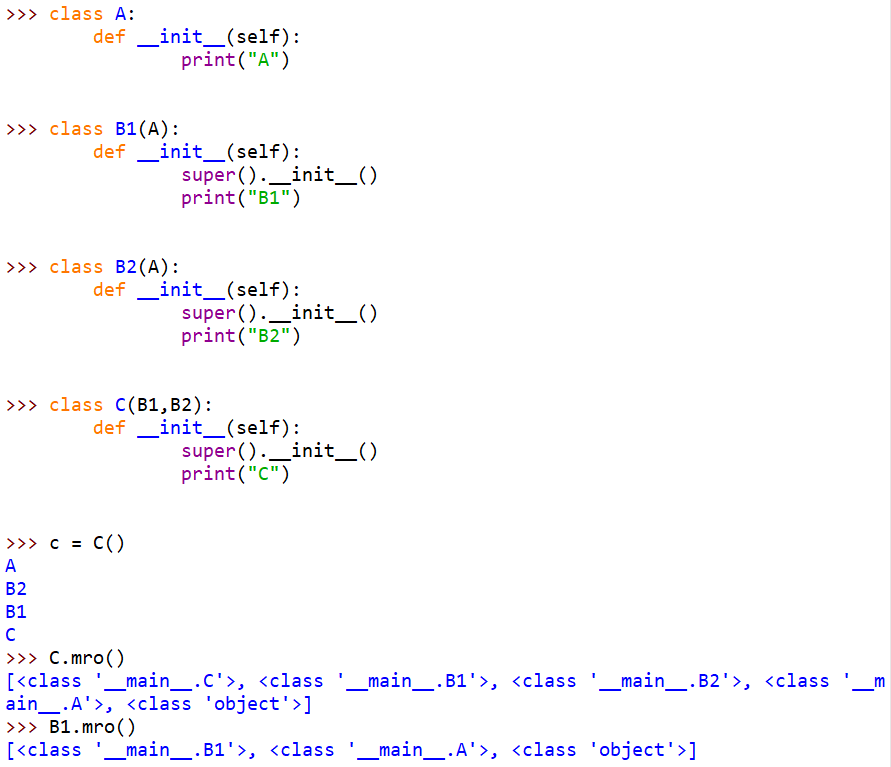 >>> class A:
        def __init__(self):
                print("A")
>>> class B1(A):
        def __init__(self):
                super().__init__()
                print("B1")
>>> class B2(A):
        def __init__(self):
                super().__init__()
                print("B2")
>>> class C(B1,B2):
        def __init__(self):
                super().__init__()
                print("C")
>>> c = C()
A
B2
B1
C
>>> C.mro()
[<class '__main__.C'>, <class '__main__.B1'>, <class '__main__.B2'>, <class '__m
ain__.A'>, <class 'object'>]
>>> B1.mro()
[<class '__main__.B1'>, <class '__main__.A'>, <class 'object'>]